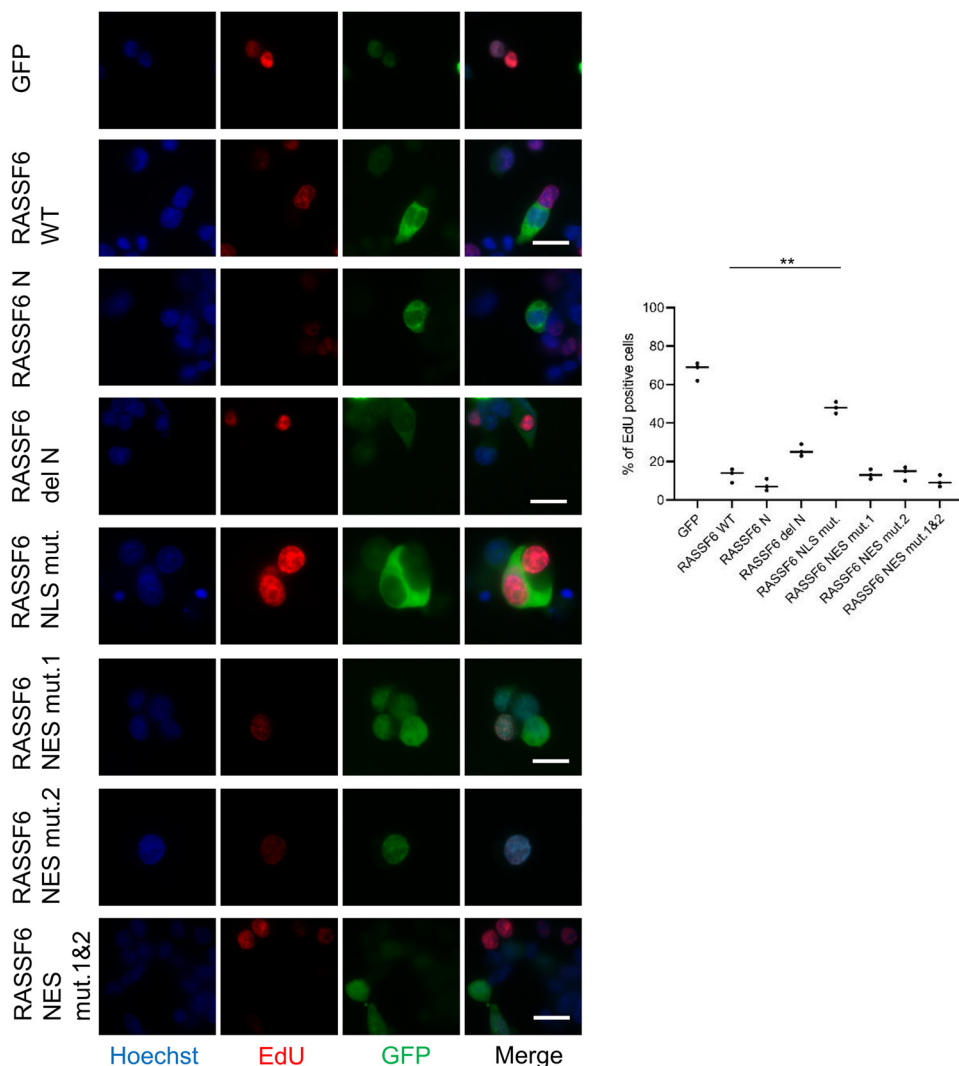 GFP
RASSF6
WT
RASSF6 N
RASSF6
del N
RASSF6
NLS mut.
RASSF6
NES mut.1
RASSF6
NES mut.2
RASSF6
NES
mut.1&2
Hoechst EdU GFP Merge
**
% of EdU positive cells
100
80
60
40
20
0
GFP
RASSF6 WT
RASSF6 N
RASSF6 del N
RASSF6 NLS mut.
RASSF6 NES mut.1
RASSF6 NES mut.2
RASSF6 NES mut.1&2